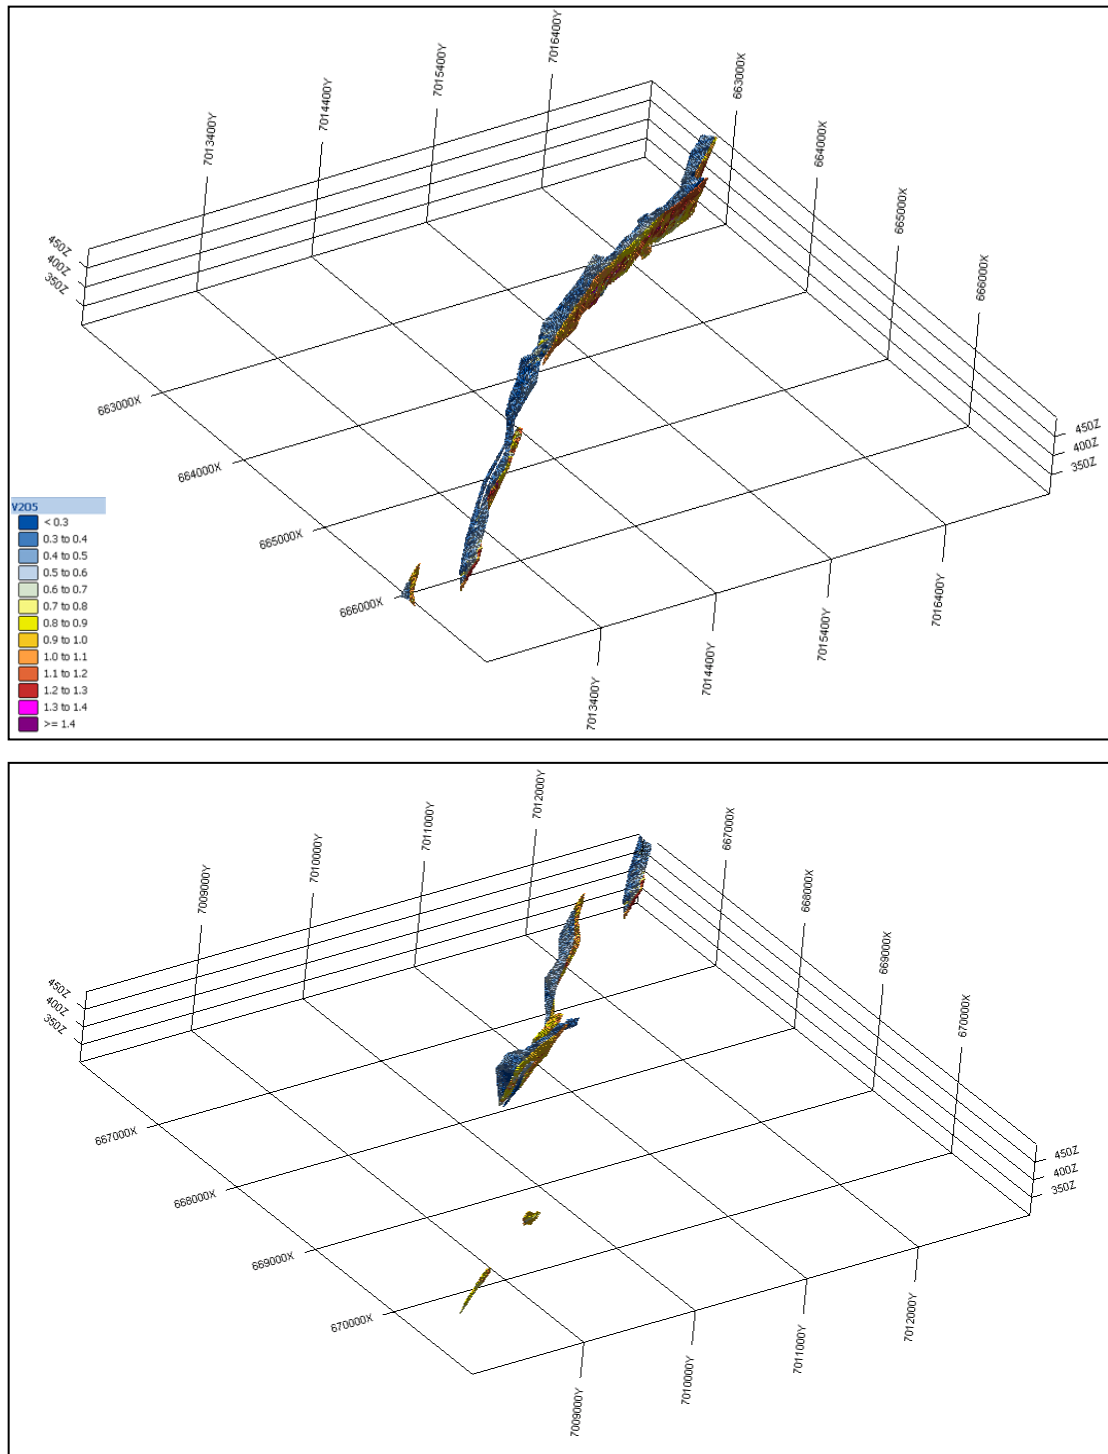 7013400Y
7014400Y
7015400Y
7016400Y
663000X
664000X
665000X
666000X
450Z
400Z
350Z
663000X
664000X
665000X
666000X
450Z
400Z
350Z
7013400Y
7014400Y
7015400Y
7016400Y
V2O5
< 0.3
0.3 to 0.4
0.4 to 0.5
0.5 to 0.6
0.6 to 0.7
0.7 to 0.8
0.8 to 0.9
0.9 to 1.0
1.0 to 1.1
1.1 to 1.2
1.2 to 1.3
1.3 to 1.4
>= 1.4
7009000Y
7010000Y
7011000Y
7012000Y
667000X
668000X
669000X
670000X
450Z
400Z
350Z
667000X
668000X
669000X
670000X
450Z
400Z
350Z
7009000Y
7010000Y
7011000Y
7012000Y